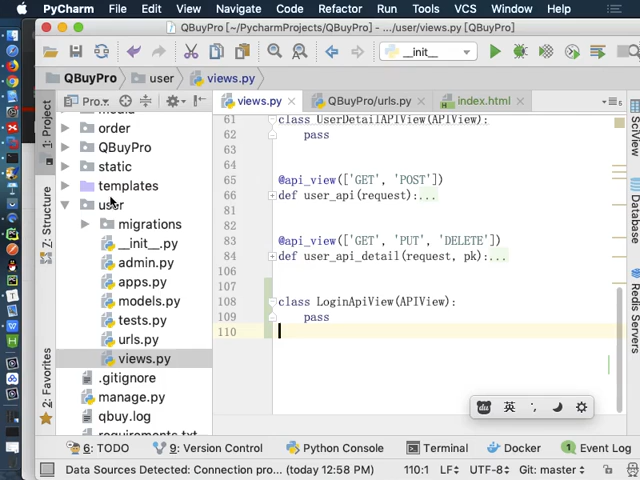 PyCharm File Edit View Navigate Code Refactor Run Tools VCS Window Help
QBuyPro [~/PycharmProjects/QBuyPro] - .../user/views.py [QBuyPro]
__init__
QBuyPro user views.py
1: Project
Z: Structure
2: Favorites
Pro...
order
QBuyPro
static
templates
user
migrations
__init__.py
admin.py
apps.py
models.py
tests.py
urls.py
views.py
.gitignore
manage.py
qbuy.log
requirements.txt
views.py QBuyPro/urls.py index.html
61 class UserDetailAPIView(APIView):
62 pass
63
64
65 @api_view(['GET', 'POST'])
66 def user_api(request):...
81
82
83 @api_view(['GET', 'PUT', 'DELETE'])
84 def user_api_detail(request, pk):...
106
107
108 class LoginApiView(APIView):
109 pass
110
SciView
Database
Redis Servers
英
6: TODO 9: Version Control Python Console Terminal Docker 1 Event Log
Data Sources Detected: Connection pro... (today 12:58 PM) 110:1 LF UTF-8 Git: master